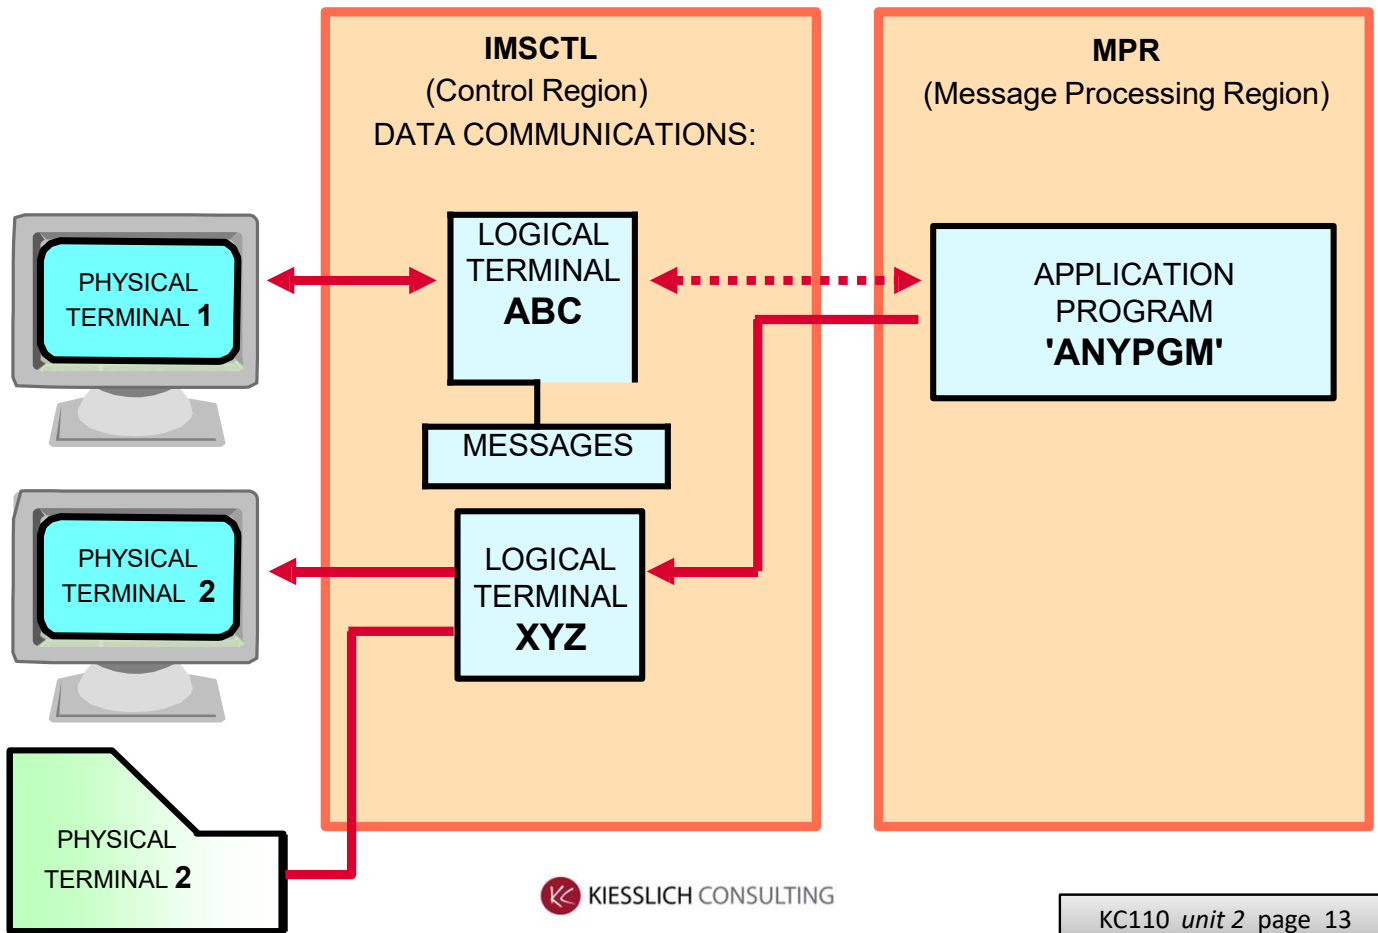 IMSCTL
(Control Region)
DATA COMMUNICATIONS:
MPR
(Message Processing Region)
PHYSICAL
TERMINAL 1
LOGICAL
TERMINAL
ABC
MESSAGES
APPLICATION
PROGRAM
'ANYPGM'
PHYSICAL
TERMINAL 2
LOGICAL
TERMINAL
XYZ
PHYSICAL
TERMINAL 2
KC KIESSLICH CONSULTING
KC110 unit 2 page 13